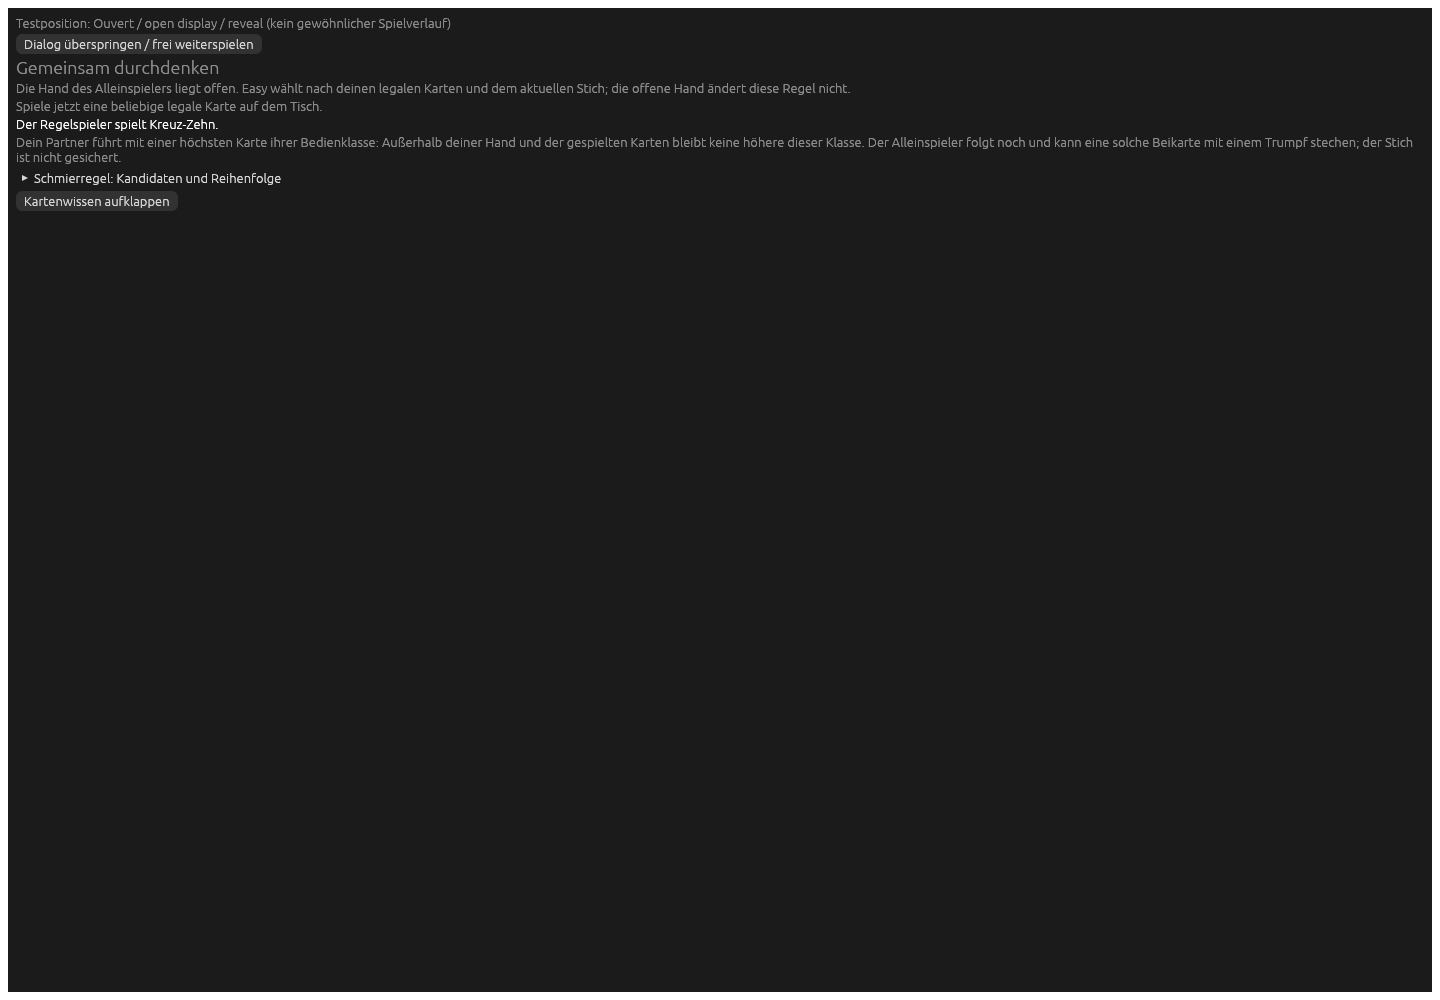 Testposition: Ouvert / open display / reveal (kein gewöhnlicher Spielverlauf)
Dialog überspringen / frei weiterspielen
Gemeinsam durchdenken
Die Hand des Alleinspielers liegt offen. Easy wählt nach deinen legalen Karten und dem aktuellen Stich; die offene Hand ändert diese Regel nicht.
Spiele jetzt eine beliebige legale Karte auf dem Tisch.
Der Regelspieler spielt Kreuz-Zehn.
Dein Partner führt mit einer höchsten Karte ihrer Bedienklasse: Außerhalb deiner Hand und der gespielten Karten bleibt keine höhere dieser Klasse. Der Alleinspieler folgt noch und kann eine solche Beikarte mit einem Trumpf stechen; der Stich
ist nicht gesichert.
Schmierregel: Kandidaten und Reihenfolge
Kartenwissen aufklappen